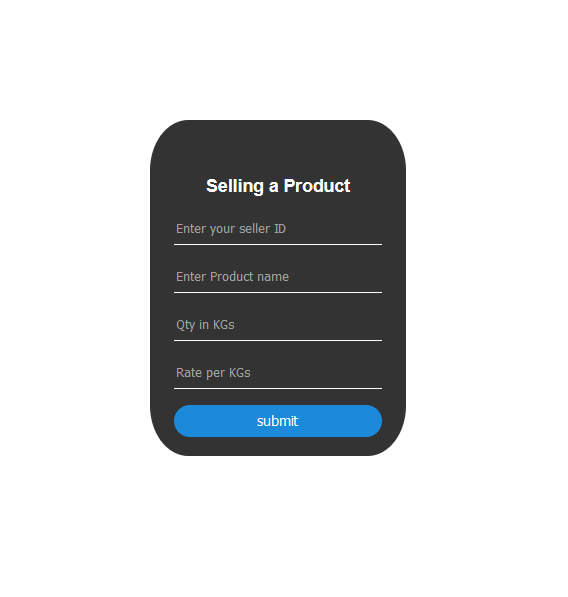 Selling a Product
Enter your seller ID
Enter Product name
Qty in KGs
Rate per KGs
submit